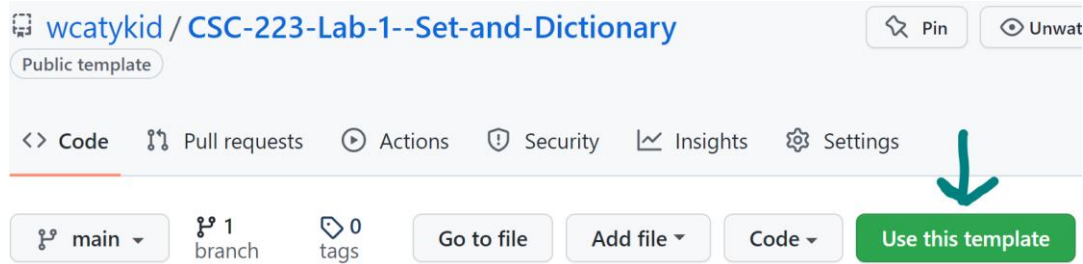 wcatykid / CSC-223-Lab-1--Set-and-Dictionary
Pin
Unwat
Public template
Code
Pull requests
Actions
Security
Insights
Settings
main
1 branch
0 tags
Go to file
Add file
Code
Use this template